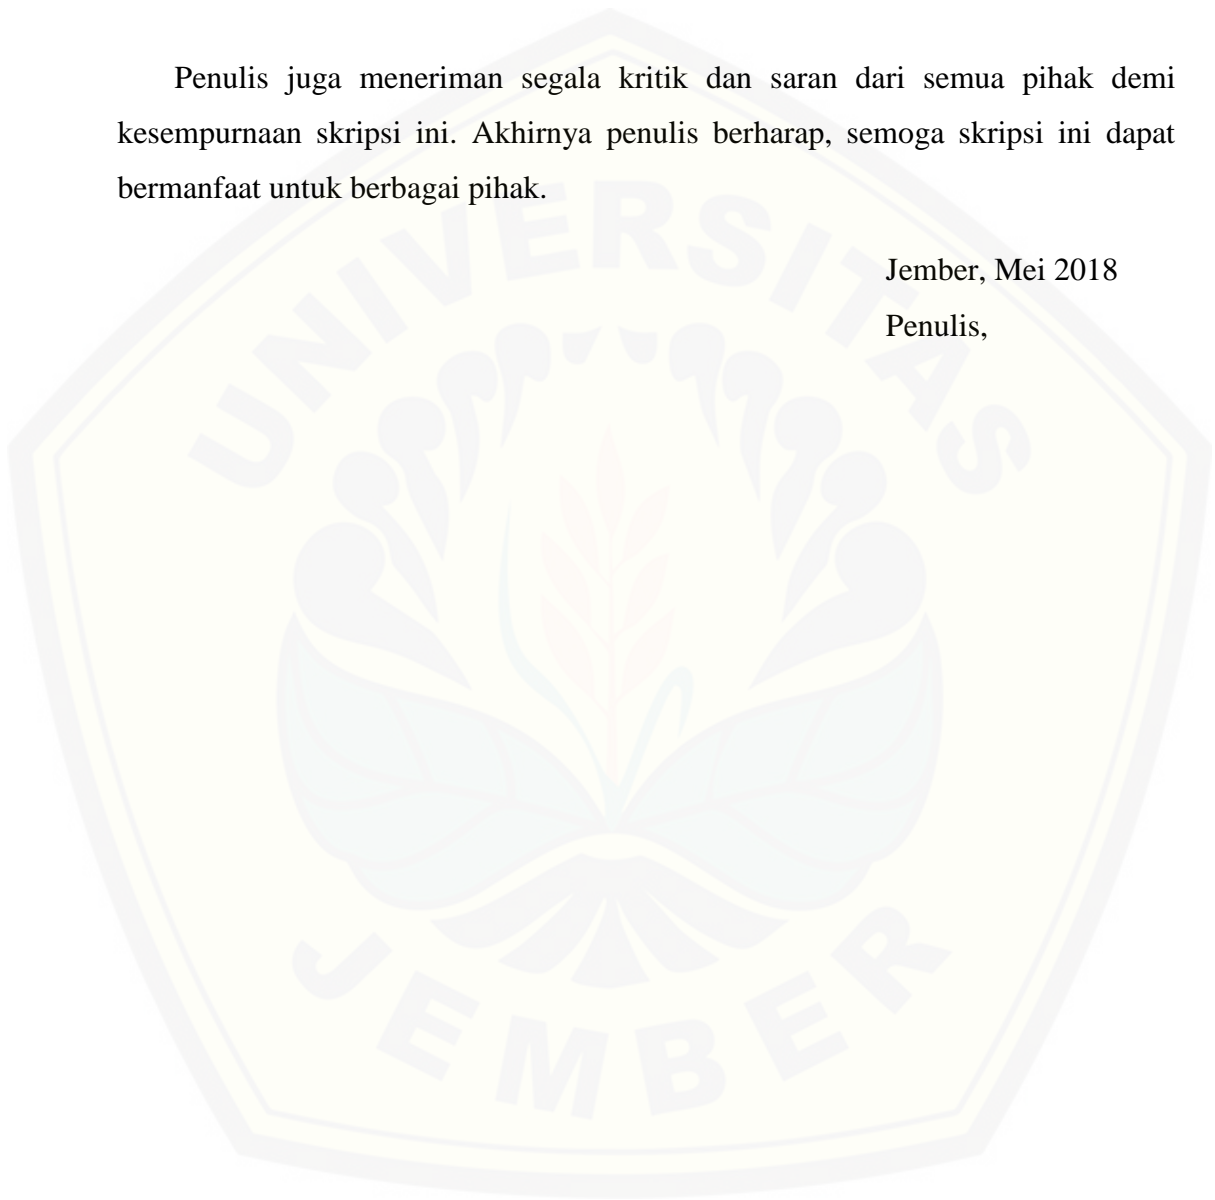 Penulis juga meneriman segala kritik dan saran dari semua pihak demi
kesempurnaan skripsi ini. Akhirnya penulis berharap, semoga skripsi ini dapat
bermanfaat untuk berbagai pihak.
Jember, Mei 2018
Penulis,
UNIVERSITAS
JEMBER